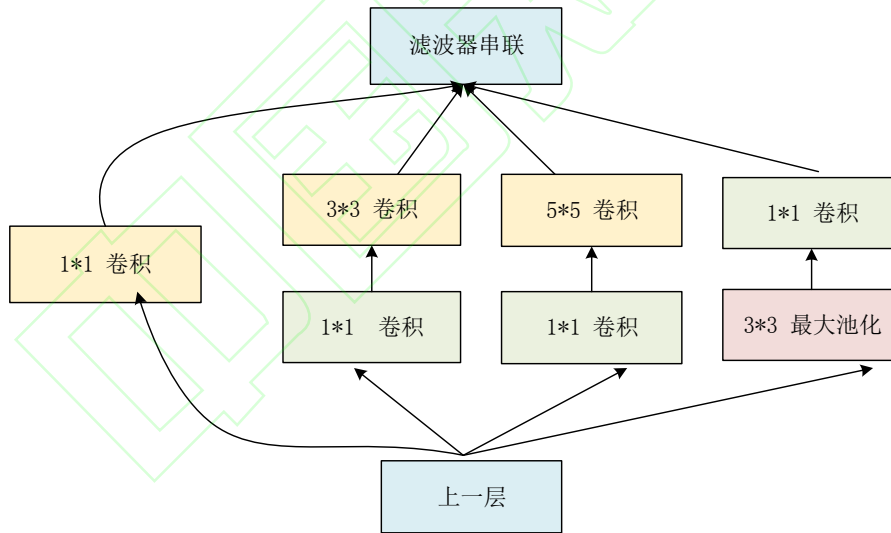 滤波器串联
3*3 卷积
5*5 卷积
1*1 卷积
1*1 卷积
1*1  卷积
1*1 卷积
3*3 最大池化
上一层